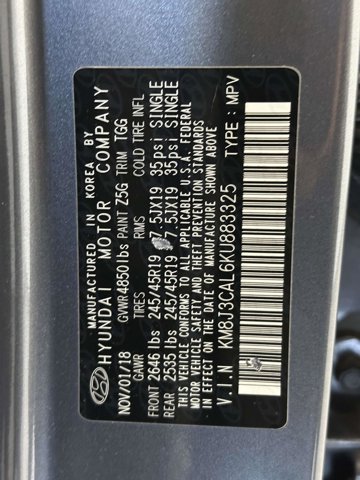 MANUFACTURED IN KOREA BY
HYUNDAI MOTOR COMPANY
NOV/01/18 GVWR 4850lbs PAINT Z5G TRIM TGG
GAWR TIRES RIMS COLD TIRE INFL
FRONT 2646 lbs 245/45R19 7.5JX19 35psi SINGLE
REAR 2595 lbs 245/45R19 7.5JX19 35psi SINGLE
THIS VEHICLE CONFORMS TO ALL APPLICABLE U.S.A. FEDERAL
MOTOR VEHICLE SAFETY AND THEFT PREVENTION STANDARDS
IN EFFECT ON THE DATE OF MANUFACTURE SHOWN ABOVE
V.I.N KM8J3CAL6KU883825 TYPE : MPV